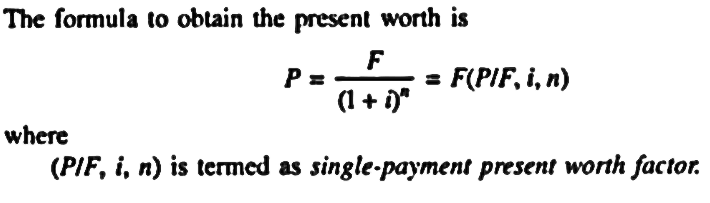 The formula to obtain the present worth is
P = F / (1 + i)^n = F(P/F, i, n)
where
(P/F, i, n) is termed as single-payment present worth factor.